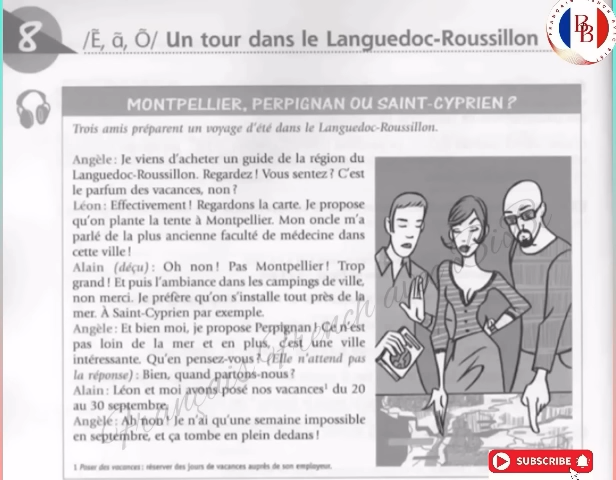 8
/Ẽ, ã, Õ/ Un tour dans le Languedoc-Roussillon
BB
MONTPELLIER, PERPIGNAN OU SAINT-CYPRIEN ?
Trois amis préparent un voyage d'été dans le Languedoc-Roussillon.
Angèle : Je viens d'acheter un guide de la région du
Languedoc-Roussillon. Regardez ! Vous sentez ? C'est
le parfum des vacances, non ?
Léon : Effectivement ! Regardons la carte. Je propose
qu'on plante la tente à Montpellier. Mon oncle m'a
parlé de la plus ancienne faculté de médecine dans
cette ville !
Alain (déçu) : Oh non ! Pas Montpellier ! Trop
grand ! Et puis l'ambiance dans les campings de ville,
non merci. Je préfère qu'on s'installe tout près de la
mer. À Saint-Cyprien par exemple.
Angèle : Et bien moi, je propose Perpignan ! Ce n'est
pas loin de la mer et en plus, c'est une ville
intéressante. Qu'en pensez-vous ? (Elle n'attend pas
la réponse) : Bien, quand partons-nous ?
Alain : Léon et moi avons posé nos vacances¹ du 20
au 30 septembre.
Angèle : Ah non ! Je n'ai qu'une semaine impossible
en septembre, et ça tombe en plein dedans !
1. Poser des vacances : réserver des jours de vacances auprès de son employeur.
SUBSCRIBE